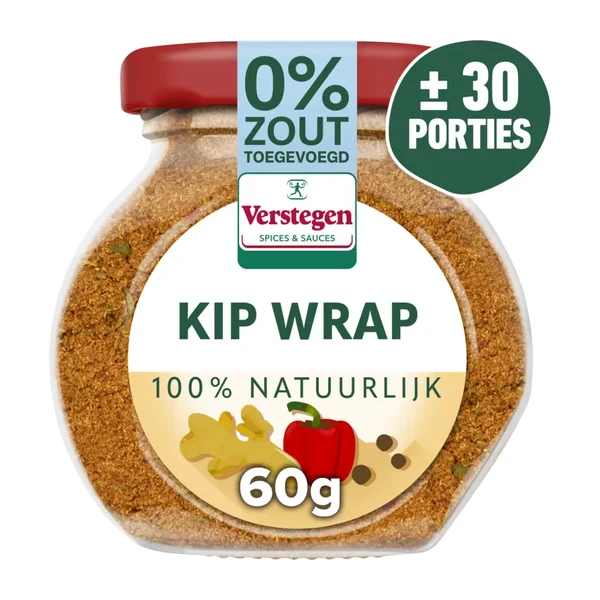 0%
ZOUT
TOEGEVOEGD
± 30
PORTIES
Verstegen
SPICES & SAUCES
KIP WRAP
100% NATUURLIJK
60g